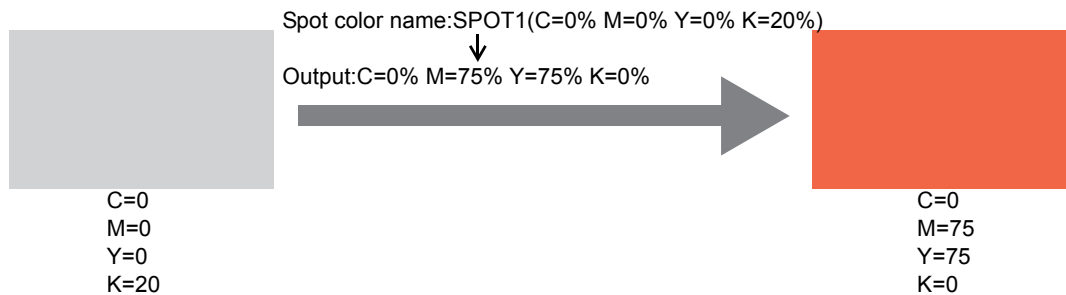 Spot color name:SPOT1(C=0% M=0% Y=0% K=20%)
Output:C=0% M=75% Y=75% K=0%
C=0
M=0
Y=0
K=20
C=0
M=75
Y=75
K=0